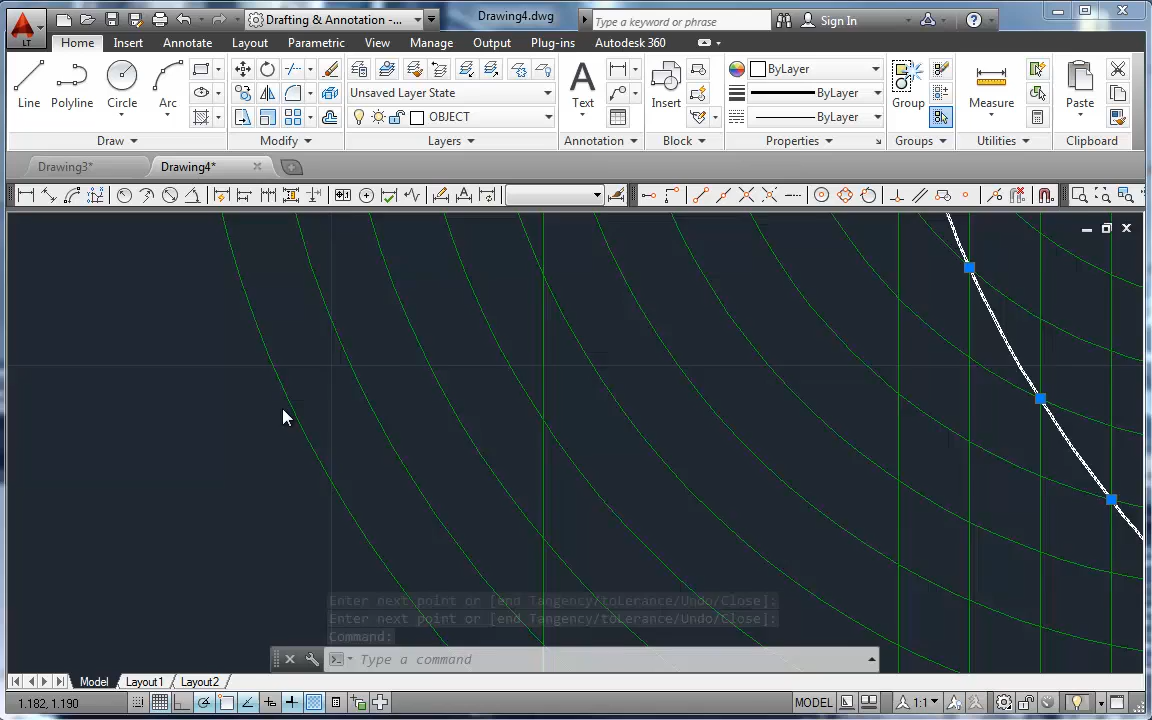 Drafting & Annotation -...
Drawing4.dwg
Type a keyword or phrase
Sign In
LT
Home Insert Annotate Layout Parametric View Manage Output Plug-ins Autodesk 360
Line Polyline Circle Arc
Unsaved Layer State
OBJECT
Text
Insert
ByLayer
ByLayer
ByLayer
Group
Measure
Paste
Draw Modify Layers Annotation Block Properties Groups Utilities Clipboard
Drawing3* Drawing4*
Enter next point or [end Tangency/toLerance/Undo/Close]:
Enter next point or [end Tangency/toLerance/Undo/Close]:
Command:
Type a command
Model Layout1 Layout2
1.182, 1.190
MODEL
1:1